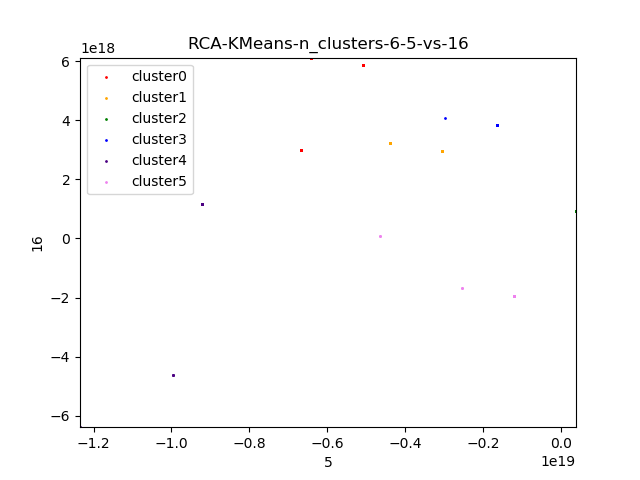 RCA-KMeans-n_clusters-6-5-vs-16
1e18
6
4
2
0
−2
−4
−6
16
cluster0
cluster1
cluster2
cluster3
cluster4
cluster5
−1.2
−1.0
−0.8
−0.6
−0.4
−0.2
0.0
5
1e19